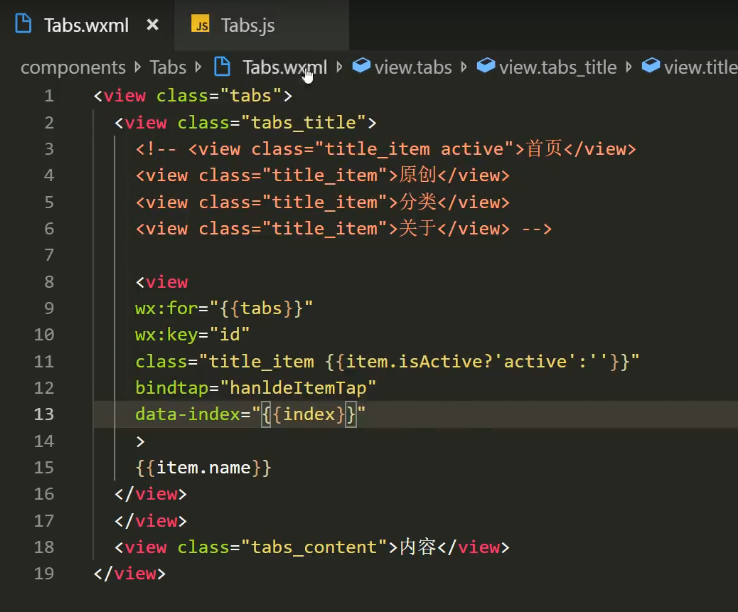 Tabs.wxml × JS Tabs.js
components Tabs Tabs.wxml view.tabs view.tabs_title view.title
1 <view class="tabs">
2 <view class="tabs_title">
3 <!-- <view class="title_item active">首页</view>
4 <view class="title_item">原创</view>
5 <view class="title_item">分类</view>
6 <view class="title_item">关于</view> -->
7
8 <view
9 wx:for="{{tabs}}"
10 wx:key="id"
11 class="title_item {{item.isActive?'active':''}}"
12 bindtap="hanldeItemTap"
13 data-index="{{index}}"
14 >
15 {{item.name}}
16 </view>
17 </view>
18 <view class="tabs_content">内容</view>
19 </view>